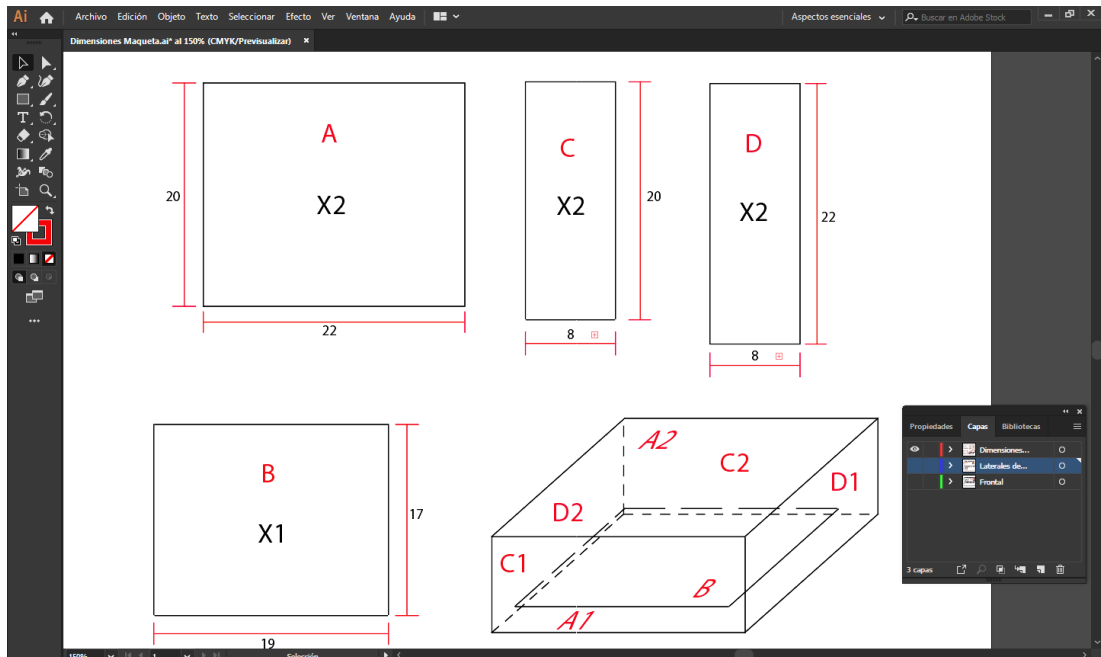 Ai Archivo Edición Objeto Texto Seleccionar Efecto Ver Ventana Ayuda Aspectos esenciales Buscar en Adobe Stock
Dimensiones Maqueta.ai* al 150% (CMYK/Previsualizar) ×
A
X2
20
22
C
X2
20
8
D
X2
22
8
B
X1
17
19
A2
C2
D1
D2
C1
B
A1
Propiedades Capas Bibliotecas
Dimensiones...
Laterales de...
Frontal
3 capas
150% 1 Selección